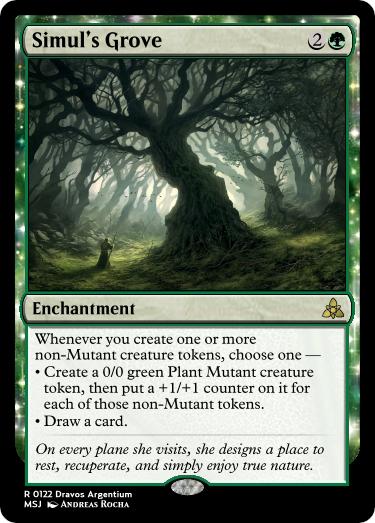 Simul's Grove 2
Enchantment
Whenever you create one or more
non-Mutant creature tokens, choose one —
• Create a 0/0 green Plant Mutant creature
token, then put a +1/+1 counter on it for
each of those non-Mutant tokens.
• Draw a card.
On every plane she visits, she designs a place to
rest, recuperate, and simply enjoy true nature.
R 0122 Dravos Argentium
MSJ Andreas Rocha